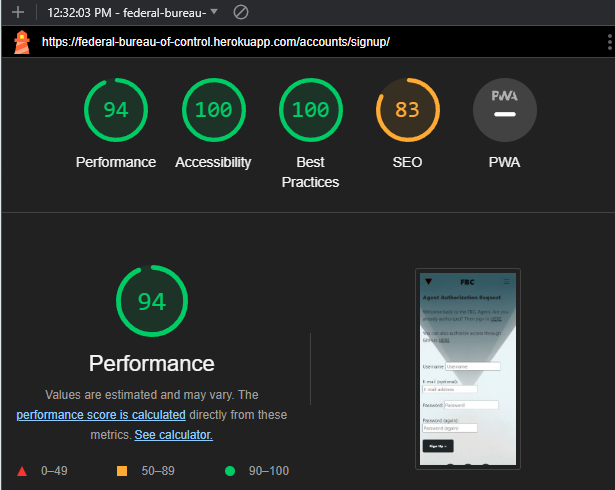 12:32:03 PM - federal-bureau-
https://federal-bureau-of-control.herokuapp.com/accounts/signup/
94
100
100
83
PWA
Performance
Accessibility
Best
Practices
SEO
PWA
94
Performance
Values are estimated and may vary. The
performance score is calculated directly from these
metrics. See calculator.
0–49
50–89
90–100
FBC
Agent Authorization Request
Welcome back to the FBC, Agent. Are you
already authorized? Then sign in HERE.
You can also authorize access through
GitHub HERE.
Username: Username
E-mail (optional):
E-mail address
Password: Password
Password (again):
Password (again)
Sign Up »